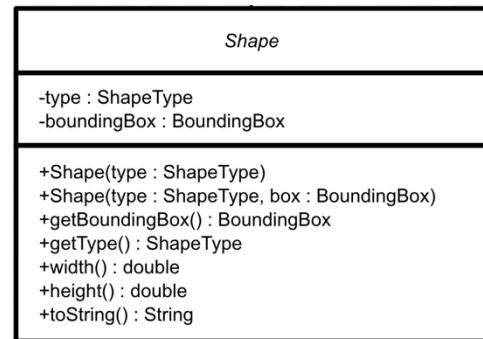 Shape
-type : ShapeType
-boundingBox : BoundingBox
+Shape(type : ShapeType)
+Shape(type : ShapeType, box : BoundingBox)
+getBoundingBox() : BoundingBox
+getType() : ShapeType
+width() : double
+height() : double
+toString() : String